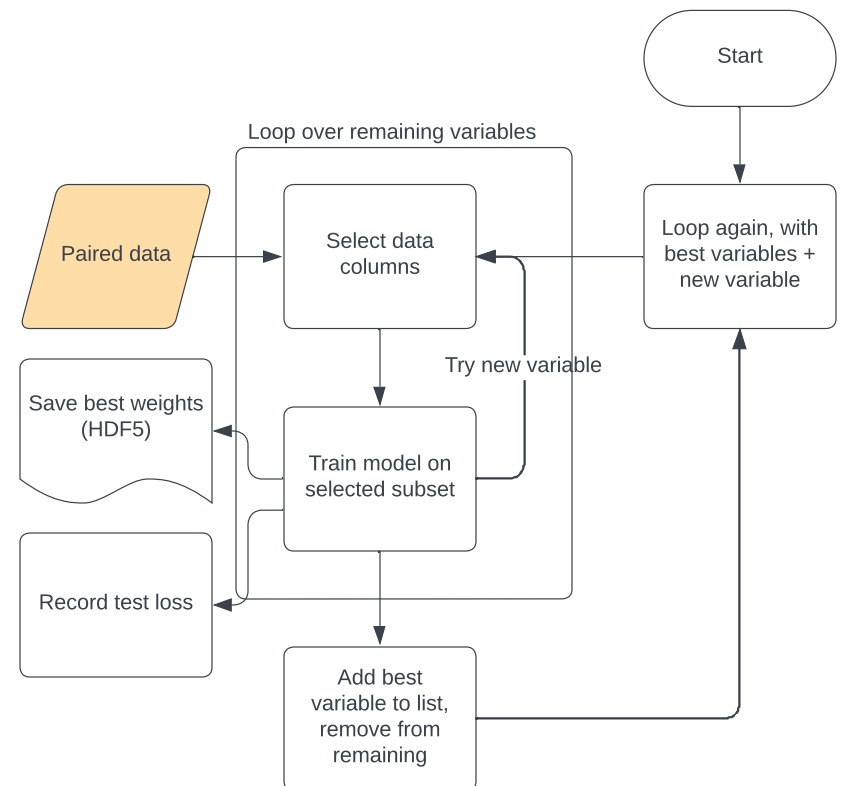 Start
Loop over remaining variables
Paired data
Select data
columns
Loop again, with
best variables +
new variable
Try new variable
Save best weights
(HDF5)
Train model on
selected subset
Record test loss
Add best
variable to list,
remove from
remaining